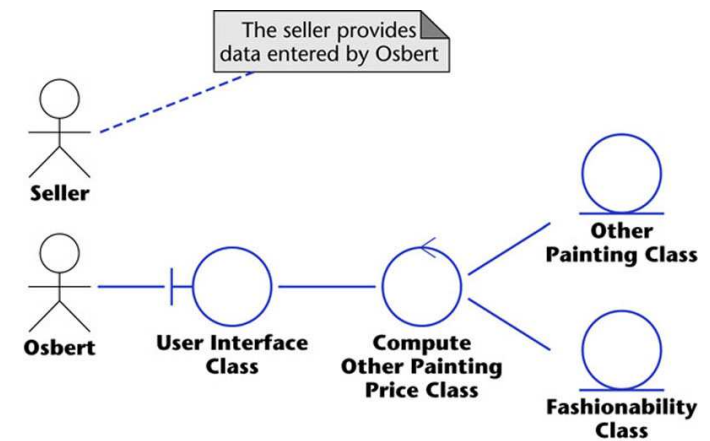 The seller provides
data entered by Osbert
Seller
Other
Painting Class
Osbert
User Interface
Class
Compute
Other Painting
Price Class
Fashionability
Class